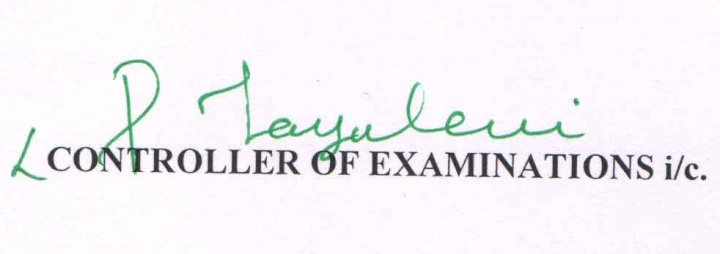 P
CONTROLLER OF EXAMINATIONS i/c.